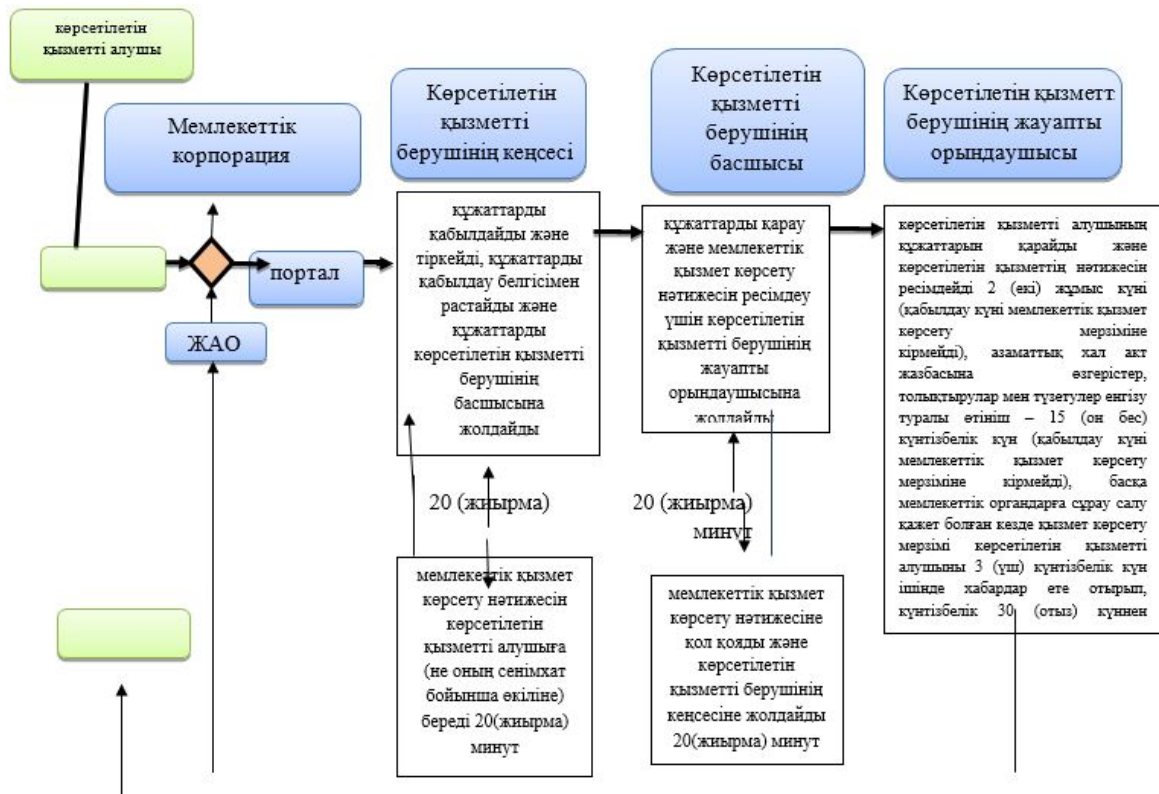 көрсетілетін
қызметті алушы
Мемлекеттік
корпорация
Көрсетілетін
қызметті
берушінің кеңсесі
Көрсетілетін
қызметті
берушінің
басшысы
Көрсетілетін қызметт
берушінің жауапты
орындаушысы
портал
ЖАО
құжаттарды
қабылдайды және
тіркейді, құжаттарды
қабылдау белгісімен
растайды және
құжаттарды
көрсетілетін қызметті
берушінің
басшысына
жолдайды
құжаттарды қарау
және мемлекеттік
қызмет көрсету
нәтижесін ресімдеу
үшін көрсетілетін
қызметті берушінің
жауапты
орындаушысына
жолдайды
көрсетілетін қызметті алушының
құжаттарын қарайды және
көрсетілетін қызметтің нәтижесін
ресімдейді 2 (екі) жұмыс күні
(қабылдау күні мемлекеттік қызмет
көрсету мерзіміне
кірмейді), азаматтық хал акт
жазбасына өзгерістер,
толықтырулар мен түзетулер енгізу
туралы өтініш – 15 (он бес)
күнтізбелік күн (қабылдау күні
мемлекеттік қызмет көрсету
мерзіміне кірмейді), басқа
мемлекеттік органдарға сұрау салу
қажет болған кезде қызмет көрсету
мерзімі көрсетілетін қызметті
алушыны 3 (үш) күнтізбелік күн
ішінде хабардар ете отырып,
күнтізбелік 30 (отыз) күннен
20 (жиырма)
20 (жиырма)
минут
мемлекеттік қызмет
көрсету нәтижесін
көрсетілетін
қызметті алушыға
(не оның сенімхат
бойынша өкіліне)
береді 20(жиырма)
минут
мемлекеттік қызмет
көрсету нәтижесіне
қол қояды және
көрсетілетін
қызметті берушінің
кеңсесіне жолдайды
20(жиырма) минут